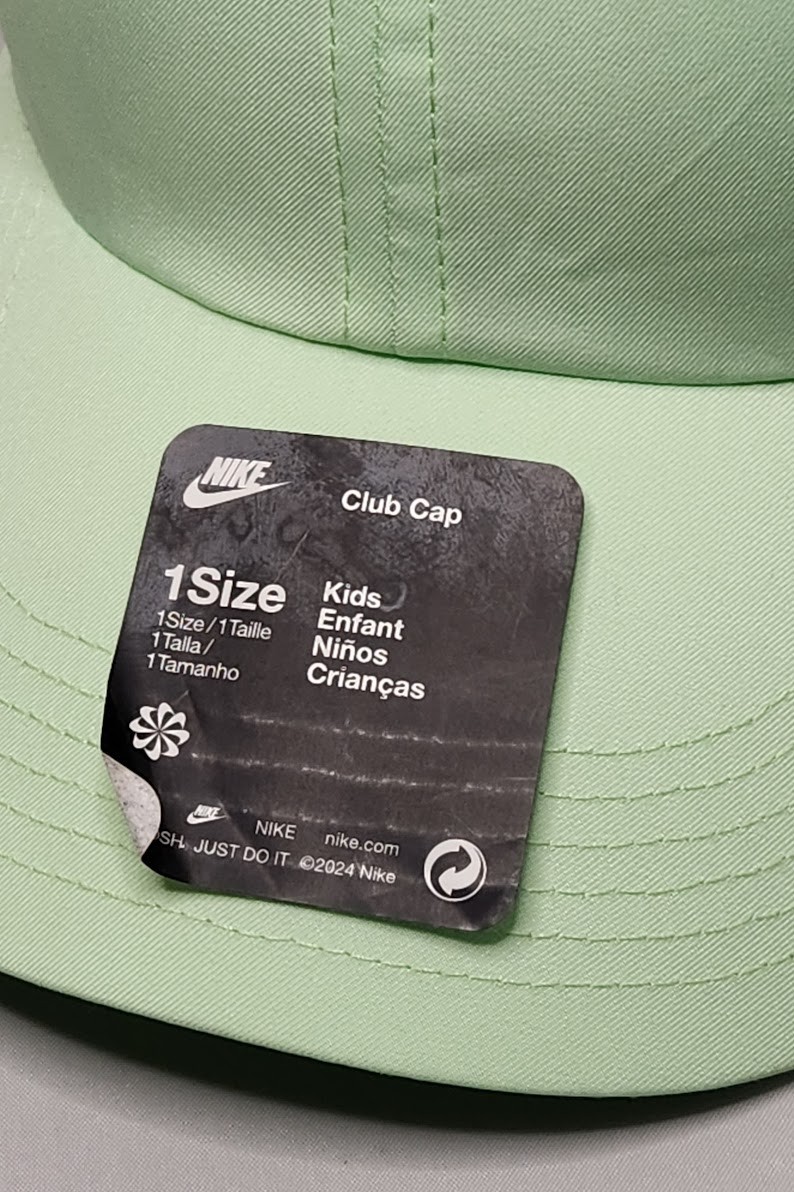 NIKE
Club Cap
1Size
1Size/1Taille
1Talla/
1Tamanho
Kids
Enfant
Niños
Crianças
NIKE
NIKE nike.com
JUST DO IT ©2024 Nike